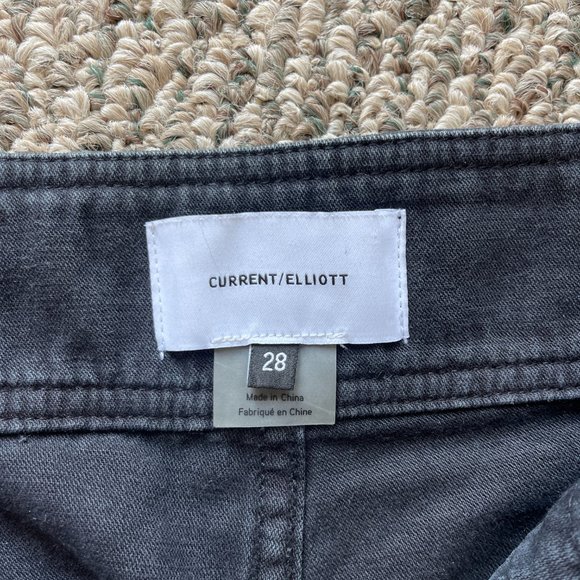 CURRENT/ELLIOTT
28
Made in China
Fabriqué en Chine